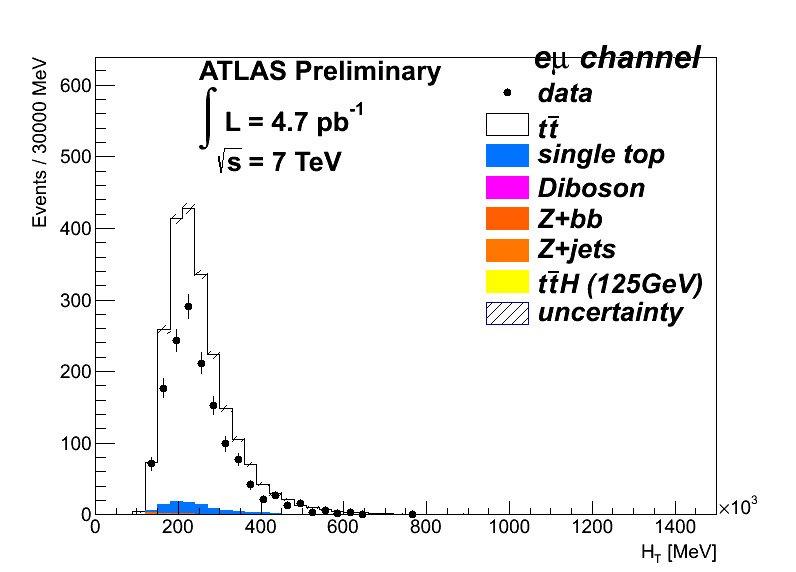 eμ channel
ATLAS Preliminary
∫ L = 4.7 pb⁻¹
√s = 7 TeV
data
tt̄
single top
Diboson
Z+bb
Z+jets
tt̄H (125GeV)
uncertainty
Events / 30000 MeV
600
500
400
300
200
100
0
0 200 400 600 800 1000 1200 1400
×10³
H_T [MeV]